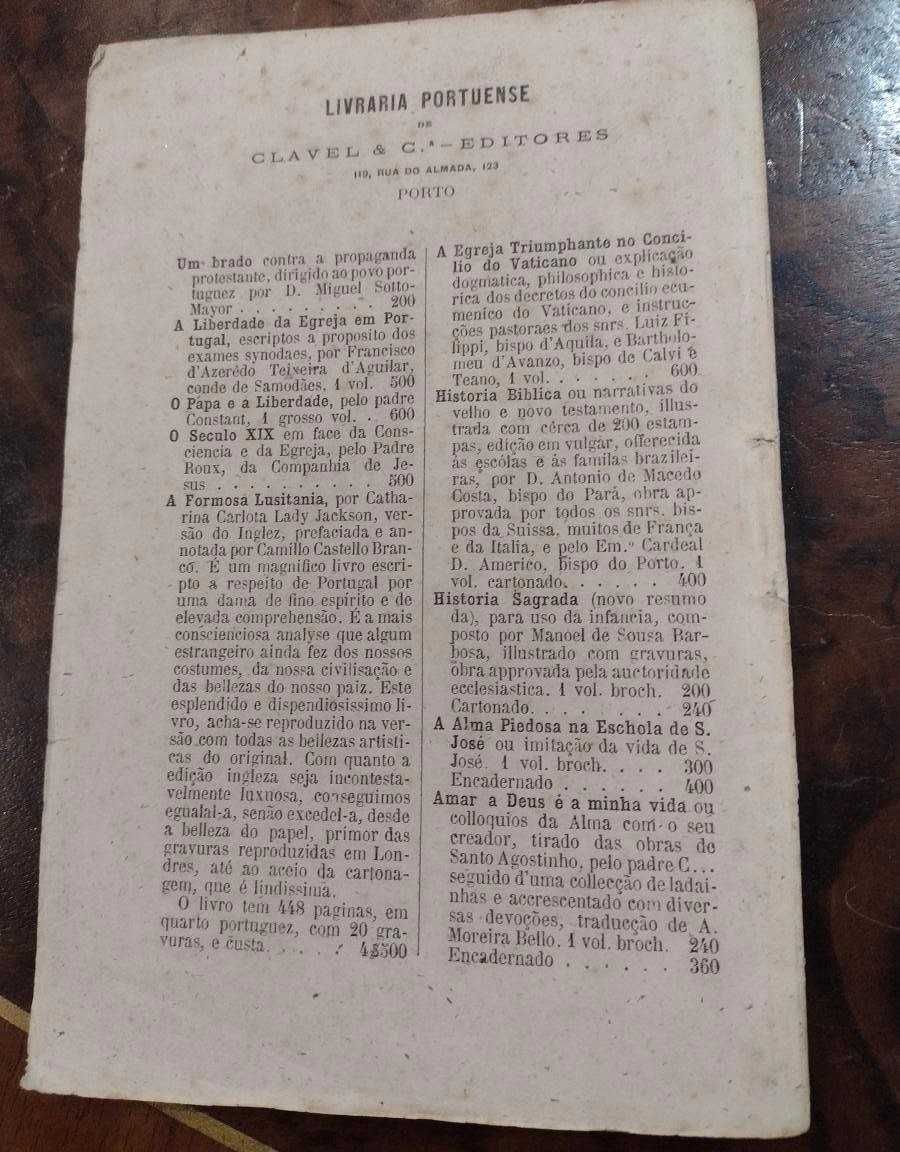 LIVRARIA PORTUENSE
DE
CLAVEL & C.ª - EDITORES
119, RUA DO ALMADA, 123
PORTO
Um brado contra a propaganda
protestante, dirigido ao povo por-
tuguez por D. Miguel Sotto-
Mayor . . . . . . . . . 200
A Liberdade da Egreja em Por-
tugal, escriptos a proposito dos
exames synodaes, por Francisco
d'Azerêdo Teixeira d'Aguilar,
conde de Samodães, 1 vol. 500
O Papa e a Liberdade, pelo padre
Constant, 1 grosso vol. . 600
O Seculo XIX em face da Cons-
ciencia e da Egreja, pelo Padre
Roux, da Companhia de Je-
sus . . . . . . . . . . 500
A Formosa Lusitania, por Catha-
rina Carlota Lady Jackson, ver-
são do Inglez, prefaciada e an-
notada por Camillo Castello Bran-
co. É um magnifico livro escri-
pto a respeito de Portugal por
uma dama de fino espirito e de
elevada comprehensão. É a mais
conscienciosa analyse que algum
estrangeiro ainda fez dos nossos
costumes, da nossa civilisação e
das bellezas do nosso paiz. Este
esplendido e dispendiosissimo li-
vro, acha-se reproduzido na ver-
são com todas as bellezas artisti-
cas do original. Com quanto a
edição ingleza seja incontesta-
velmente luxuosa, conseguimos
egualal-a, senão excedel-a, desde
a belleza do papel, primor das
gravuras reproduzidas em Lon-
dres, até ao aceio da cartona-
gem, que é lindissima.
O livro tem 448 paginas, em
quarto portuguez, com 20 gra-
vuras, e custa. . . . . 4$500
A Egreja Triumphante no Conci-
lio do Vaticano ou explicação
dogmatica, philosophica e histo-
rica dos decretos do concilio ecu-
menico do Vaticano, e instruc-
ções pastoraes dos snrs. Luiz Fi-
lippi, bispo d'Aquila, e Bartholo-
meu d'Avanzo, bispo de Calvi e
Teano, 1 vol. . . . . . . 600
Historia Biblica ou narrativas do
velho e novo testamento, illus-
trada com cêrca de 200 estam-
pas, edição em vulgar, offerecida
ás escólas e ás familas brazilei-
ras, por D. Antonio de Macedo
Costa, bispo do Pará, obra ap-
provada por todos os snrs. bis-
pos da Suissa, muitos de França
e da Italia, e pelo Em.º Cardeal
D. Americo, bispo do Porto. 1
vol. cartonado. . . . . . 400
Historia Sagrada (novo resumo
da), para uso da infancia, com-
posto por Manoel de Sousa Bar-
bosa, illustrado com gravuras,
obra approvada pela auctoridade
ecclesiastica. 1 vol. broch. 200
Cartonado. . . . . . . . 240
A Alma Piedosa na Eschola de S.
José ou imitação da vida de S.
José. 1 vol. broch. . . . 300
Encadernado . . . . . . 400
Amar a Deus é a minha vida ou
colloquios da Alma com o seu
creador, tirado das obras de
Santo Agostinho, pelo padre C...
seguido d'uma collecção de ladai-
nhas e accrescentado com diver-
sas devoções, traducção de A.
Moreira Bello. 1 vol. broch. 240
Encadernado . . . . . . 360